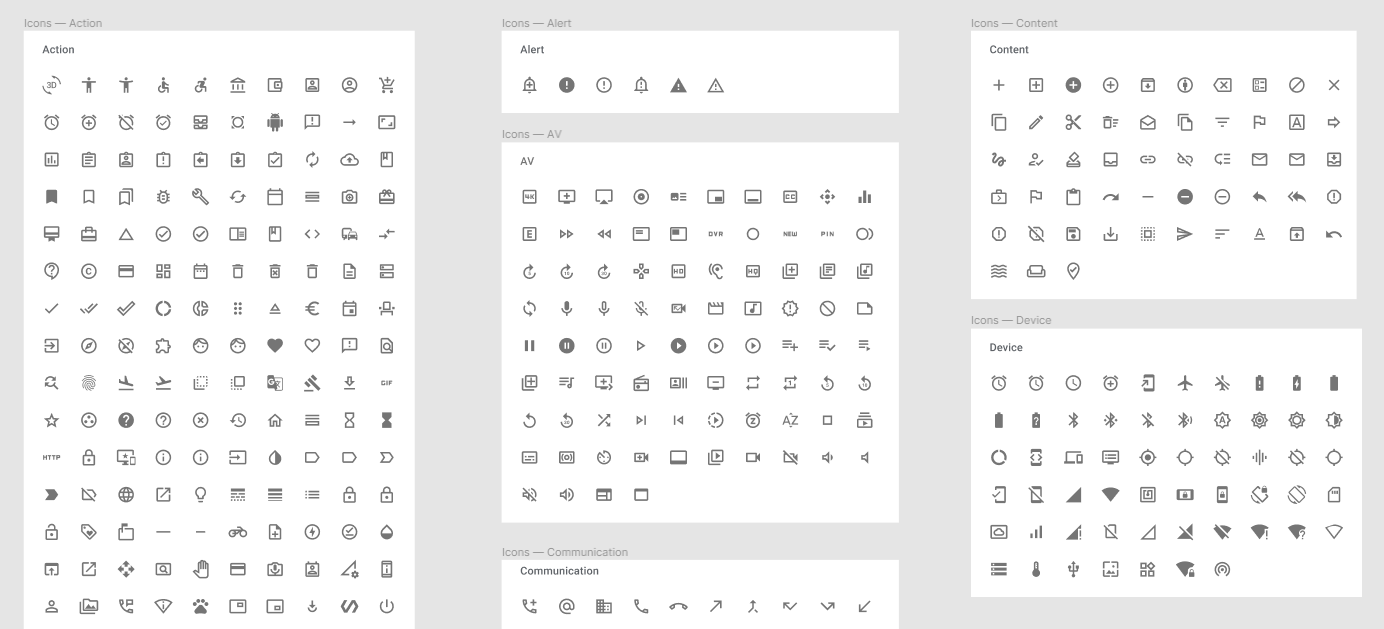 Icons — Action
Action
3D
GIF
HTTP
Icons — Alert
Alert
Icons — AV
AV
4K
CC
E
DVR
NEW
PIN
HD
HQ
AZ
Icons — Communication
Communication
Icons — Content
Content
A
A
Icons — Device
Device
A